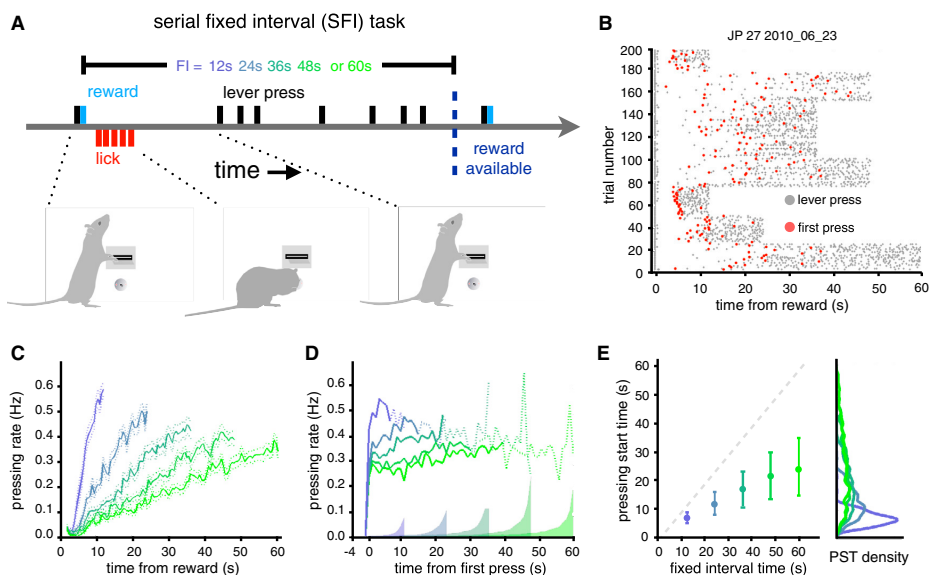 A
serial fixed interval (SFI) task
FI = 12s 24s 36s 48s or 60s
reward
lever press
lick
time
reward
available
B
JP 27 2010_06_23
trial number
200
180
160
140
120
100
80
60
40
20
0
lever press
first press
0 10 20 30 40 50 60
time from reward (s)
C
pressing rate (Hz)
0.6
0.5
0.4
0.3
0.2
0.1
0.0
0 10 20 30 40 50 60
time from reward (s)
D
pressing rate (Hz)
0.6
0.5
0.4
0.3
0.2
0.1
0.0
-4 0 10 20 30 40 50 60
time from first press (s)
E
pressing start time (s)
60
50
40
30
20
10
0
0 10 20 30 40 50 60
fixed interval time (s)
PST density